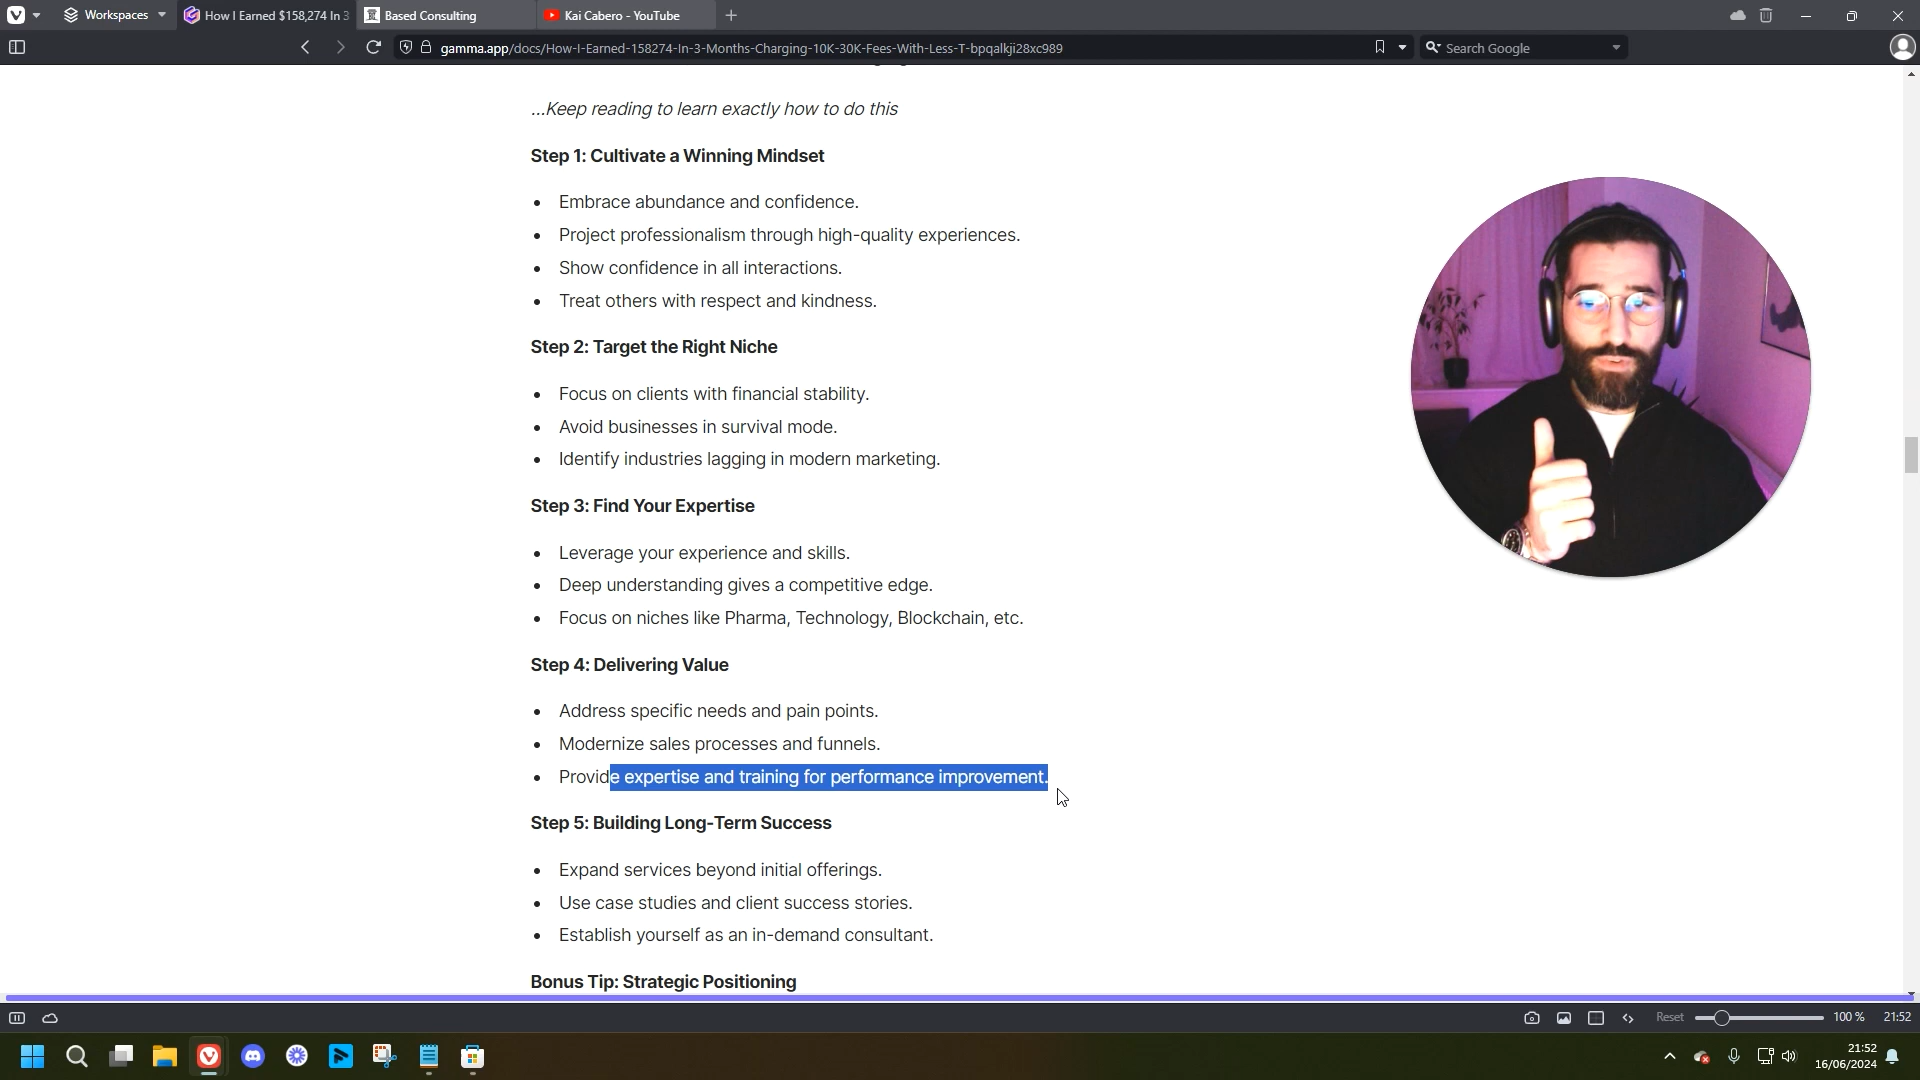 Workspaces
How I Earned $158,274 In 3
Based Consulting
Kai Cabero - YouTube
gamma.app/docs/How-I-Earned-158274-In-3-Months-Charging-10K-30K-Fees-With-Less-T-bpqalkji28xc989
Search Google
...Keep reading to learn exactly how to do this
Step 1: Cultivate a Winning Mindset
• Embrace abundance and confidence.
• Project professionalism through high-quality experiences.
• Show confidence in all interactions.
• Treat others with respect and kindness.
Step 2: Target the Right Niche
• Focus on clients with financial stability.
• Avoid businesses in survival mode.
• Identify industries lagging in modern marketing.
Step 3: Find Your Expertise
• Leverage your experience and skills.
• Deep understanding gives a competitive edge.
• Focus on niches like Pharma, Technology, Blockchain, etc.
Step 4: Delivering Value
• Address specific needs and pain points.
• Modernize sales processes and funnels.
• Provide expertise and training for performance improvement.
Step 5: Building Long-Term Success
• Expand services beyond initial offerings.
• Use case studies and client success stories.
• Establish yourself as an in-demand consultant.
Bonus Tip: Strategic Positioning
Reset
100 %
21:52
21:52
16/06/2024